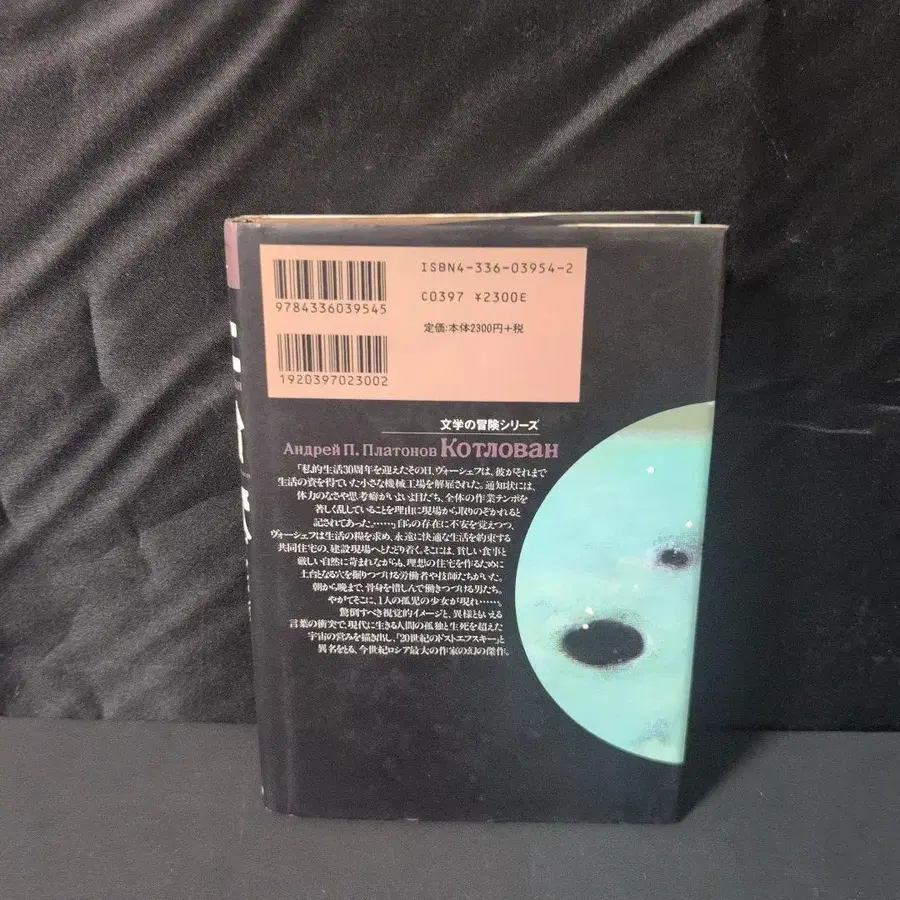 ISBN4-336-03954-2
9784336039545
C0397 ¥2300E
定価:本体2300円+税
1920397023002
文学の冒険シリーズ
Андрей П. Платонов Котлован
「私的生活30周年を迎えたその日、ヴォーシェフは、彼がそれまで
生活の資を得ていた小さな機械工場を解雇された。通知状には、
体力のなさや思考癖がいよいよ目だち、全体の作業テンポを
著しく乱していることを理由に現場から取りのぞかれると
記されてあった。……」自らの存在に不安を覚えつつ、
ヴォーシェフは生活の糧を求め、永遠に快適な生活を約束する
共同住宅の、建設現場へとたどり着く。そこには、貧しい食事と
厳しい自然に苛まれながらも、理想の住宅を作るために
土台となる穴を掘りつづける労働者や技師たちがいた。
朝から晩まで、骨身を惜しんで働きつづける男たち。
やがてそこに、1人の孤児の少女が現れ……。
驚倒すべき視覚的イメージと、異様ともいえる
言葉の衝突で、現代に生きる人間の孤独と生死を超えた
宇宙の営みを描き出し、「20世紀のドストエフスキー」と
異名をとる、今世紀ロシア最大の作家の幻の傑作。